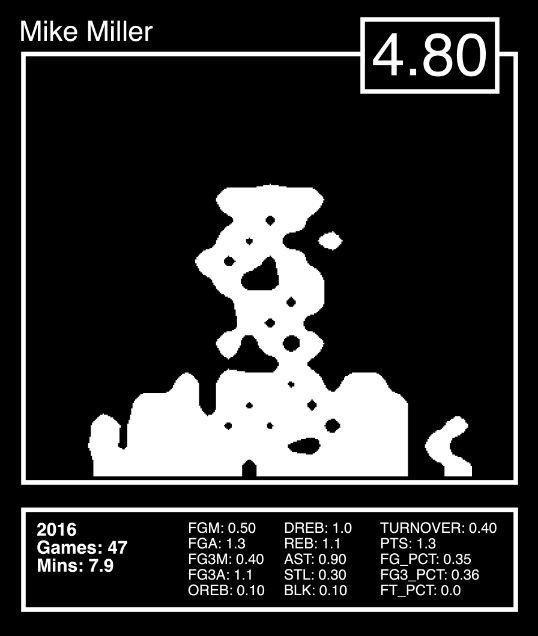 Mike Miller
4.80
2016
Games: 47
Mins: 7.9
FGM: 0.50
FGA: 1.3
FG3M: 0.40
FG3A: 1.1
OREB: 0.10
DREB: 1.0
REB: 1.1
AST: 0.90
STL: 0.30
BLK: 0.10
TURNOVER: 0.40
PTS: 1.3
FG_PCT: 0.35
FG3_PCT: 0.36
FT_PCT: 0.0